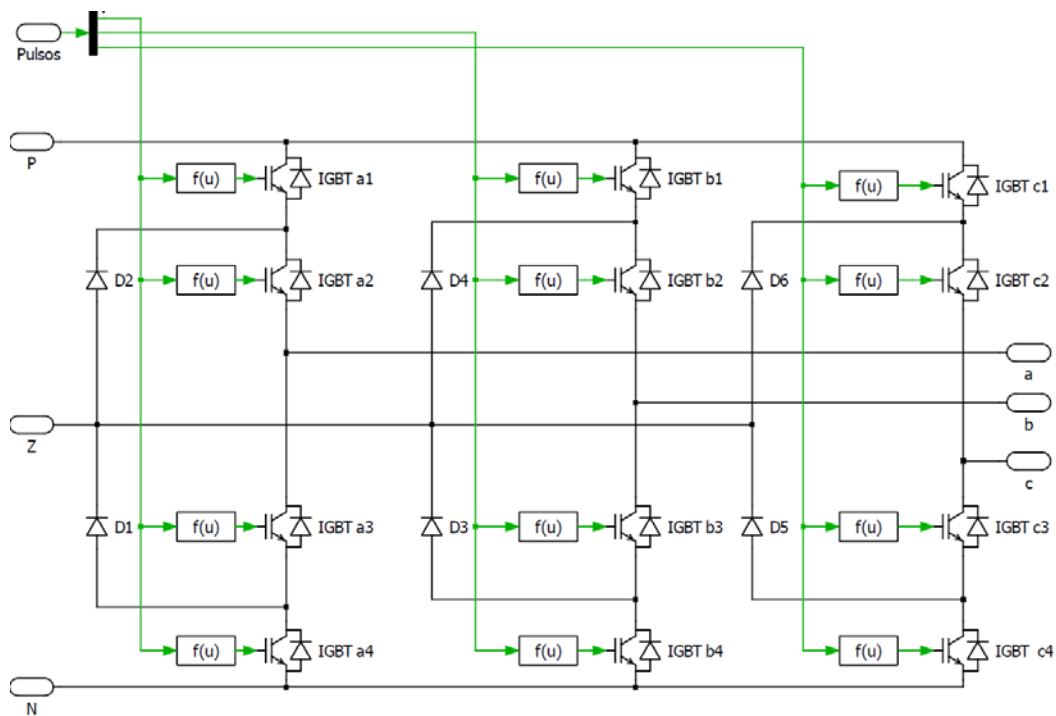 Pulsos
P
f(u)
IGBT a1
f(u)
IGBT b1
f(u)
IGBT c1
D2
f(u)
IGBT a2
D4
f(u)
IGBT b2
D6
f(u)
IGBT c2
a
b
Z
c
D1
f(u)
IGBT a3
D3
f(u)
IGBT b3
D5
f(u)
IGBT c3
f(u)
IGBT a4
f(u)
IGBT b4
f(u)
IGBT c4
N